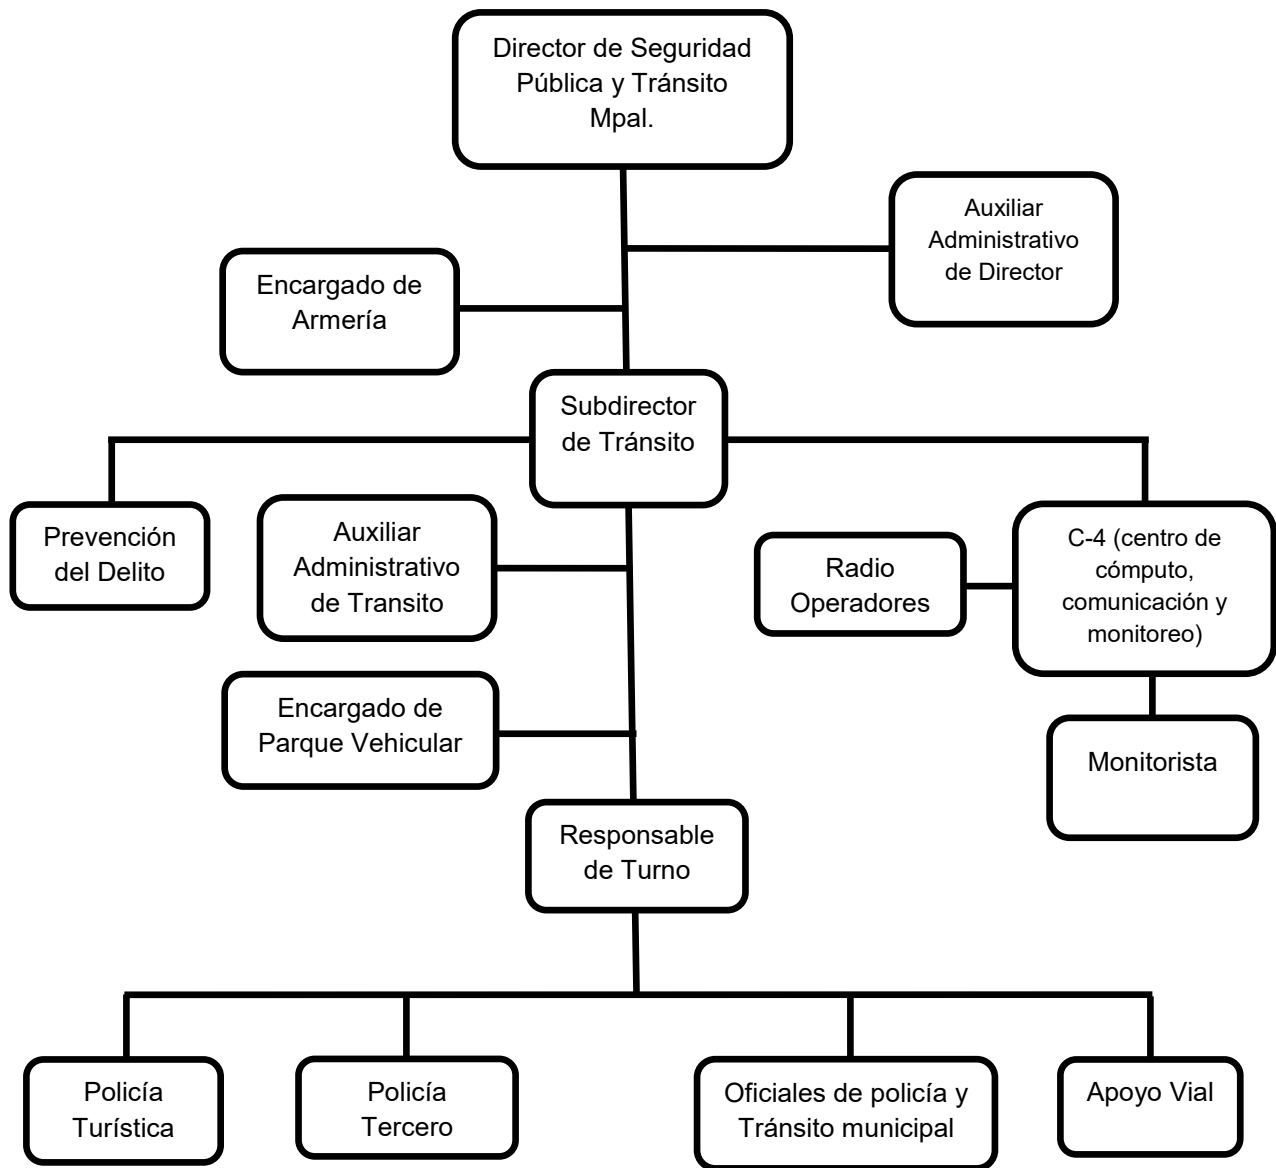 Director de Seguridad
Pública y Tránsito
Mpal.
Auxiliar
Administrativo
de Director
Encargado de
Armería
Subdirector
de Tránsito
Prevención
del Delito
Auxiliar
Administrativo
de Transito
Radio
Operadores
C-4 (centro de
cómputo,
comunicación y
monitoreo)
Encargado de
Parque Vehicular
Monitorista
Responsable
de Turno
Policía
Turística
Policía
Tercero
Oficiales de policía y
Tránsito municipal
Apoyo Vial